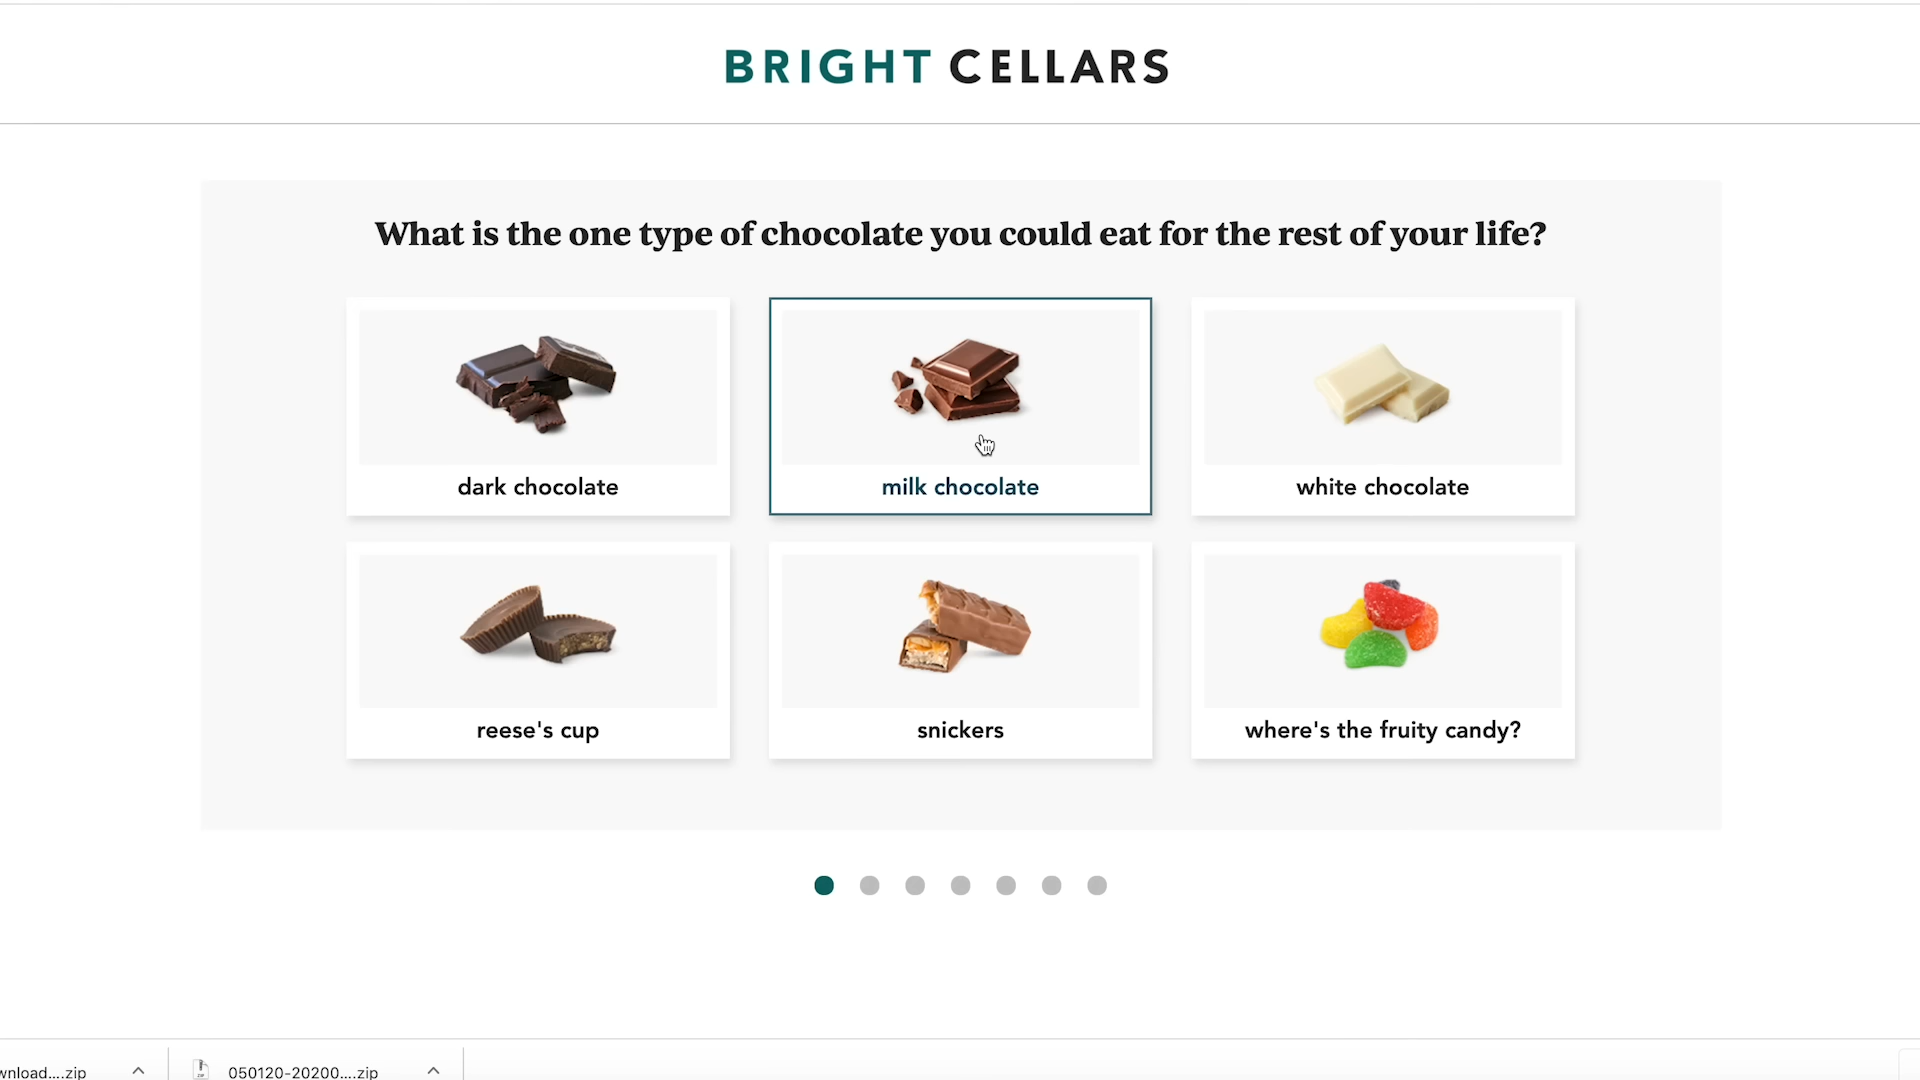 BRIGHT CELLARS
What is the one type of chocolate you could eat for the rest of your life?
dark chocolate
milk chocolate
white chocolate
reese's cup
snickers
where's the fruity candy?
wnload....zip
050120-20200....zip